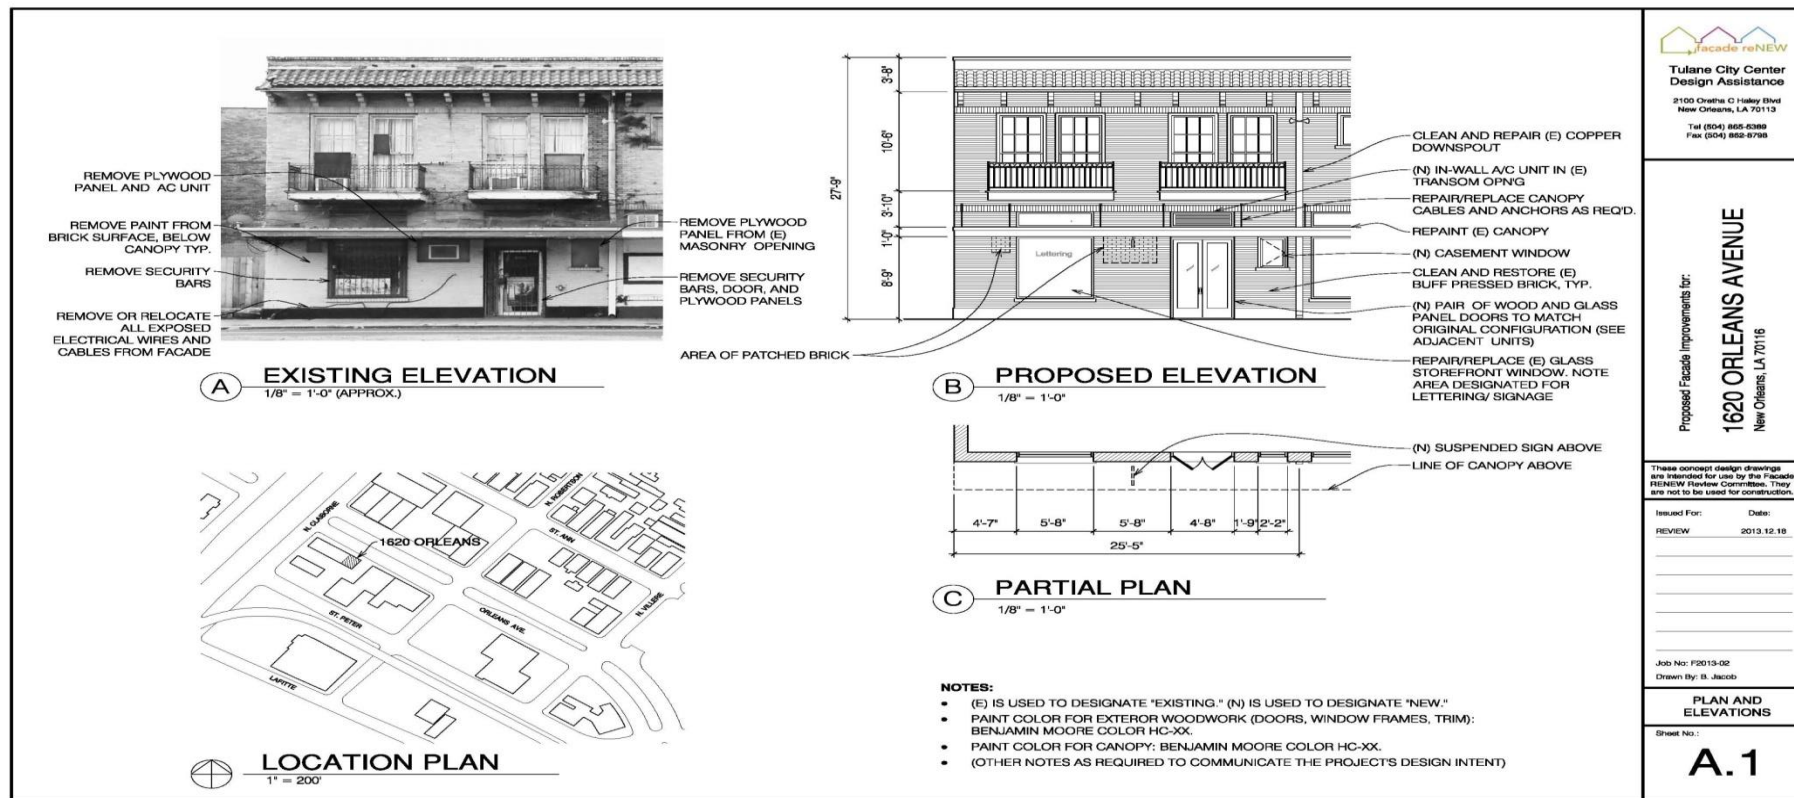 REMOVE PLYWOOD
PANEL AND AC UNIT
REMOVE PAINT FROM
BRICK SURFACE, BELOW
CANOPY TYP.
REMOVE SECURITY
BARS
REMOVE OR RELOCATE
ALL EXPOSED
ELECTRICAL WIRES AND
CABLES FROM FACADE
REMOVE PLYWOOD
PANEL FROM (E)
MASONRY OPENING
REMOVE SECURITY
BARS, DOOR, AND
PLYWOOD PANELS
A
EXISTING ELEVATION
1/8" = 1'-0" (APPROX.)
27'-9"
3'-8"
10'-6"
3'-10"
1'-0"
8'-9"
Lettering
AREA OF PATCHED BRICK
CLEAN AND REPAIR (E) COPPER
DOWNSPOUT
(N) IN-WALL A/C UNIT IN (E)
TRANSOM OPN'G
REPAIR/REPLACE CANOPY
CABLES AND ANCHORS AS REQ'D.
REPAINT (E) CANOPY
(N) CASEMENT WINDOW
CLEAN AND RESTORE (E)
BUFF PRESSED BRICK, TYP.
(N) PAIR OF WOOD AND GLASS
PANEL DOORS TO MATCH
ORIGINAL CONFIGURATION (SEE
ADJACENT UNITS)
REPAIR/REPLACE (E) GLASS
STOREFRONT WINDOW. NOTE
AREA DESIGNATED FOR
LETTERING/ SIGNAGE
B
PROPOSED ELEVATION
1/8" = 1'-0"
(N) SUSPENDED SIGN ABOVE
LINE OF CANOPY ABOVE
4'-7" 5'-8" 5'-8" 4'-8" 1'-9" 2'-2"
25'-5"
C
PARTIAL PLAN
1/8" = 1'-0"
N. CLAIBORNE
N. ROBERTSON
1620 ORLEANS
ST. ANN
ORLEANS AVE.
N. VILLERE
ST. PETER
LAFITTE
LOCATION PLAN
1" = 200'
NOTES:
• (E) IS USED TO DESIGNATE "EXISTING." (N) IS USED TO DESIGNATE "NEW."
• PAINT COLOR FOR EXTERIOR WOODWORK (DOORS, WINDOW FRAMES, TRIM):
BENJAMIN MOORE COLOR HC-XX.
• PAINT COLOR FOR CANOPY: BENJAMIN MOORE COLOR HC-XX.
• (OTHER NOTES AS REQUIRED TO COMMUNICATE THE PROJECT'S DESIGN INTENT)
façade reNEW
Tulane City Center
Design Assistance
2100 Oretha C Haley Blvd
New Orleans, LA 70113
Tel (504) 865-5389
Fax (504) 862-8798
Proposed Facade Improvements for:
1620 ORLEANS AVENUE
New Orleans, LA 70116
These concept design drawings
are intended for use by the Facade
RENEW Review Committee. They
are not to be used for construction.
Issued For: Date:
REVIEW 2013.12.18
Job No: F2013-02
Drawn By: B. Jacob
PLAN AND
ELEVATIONS
Sheet No.:
A.1